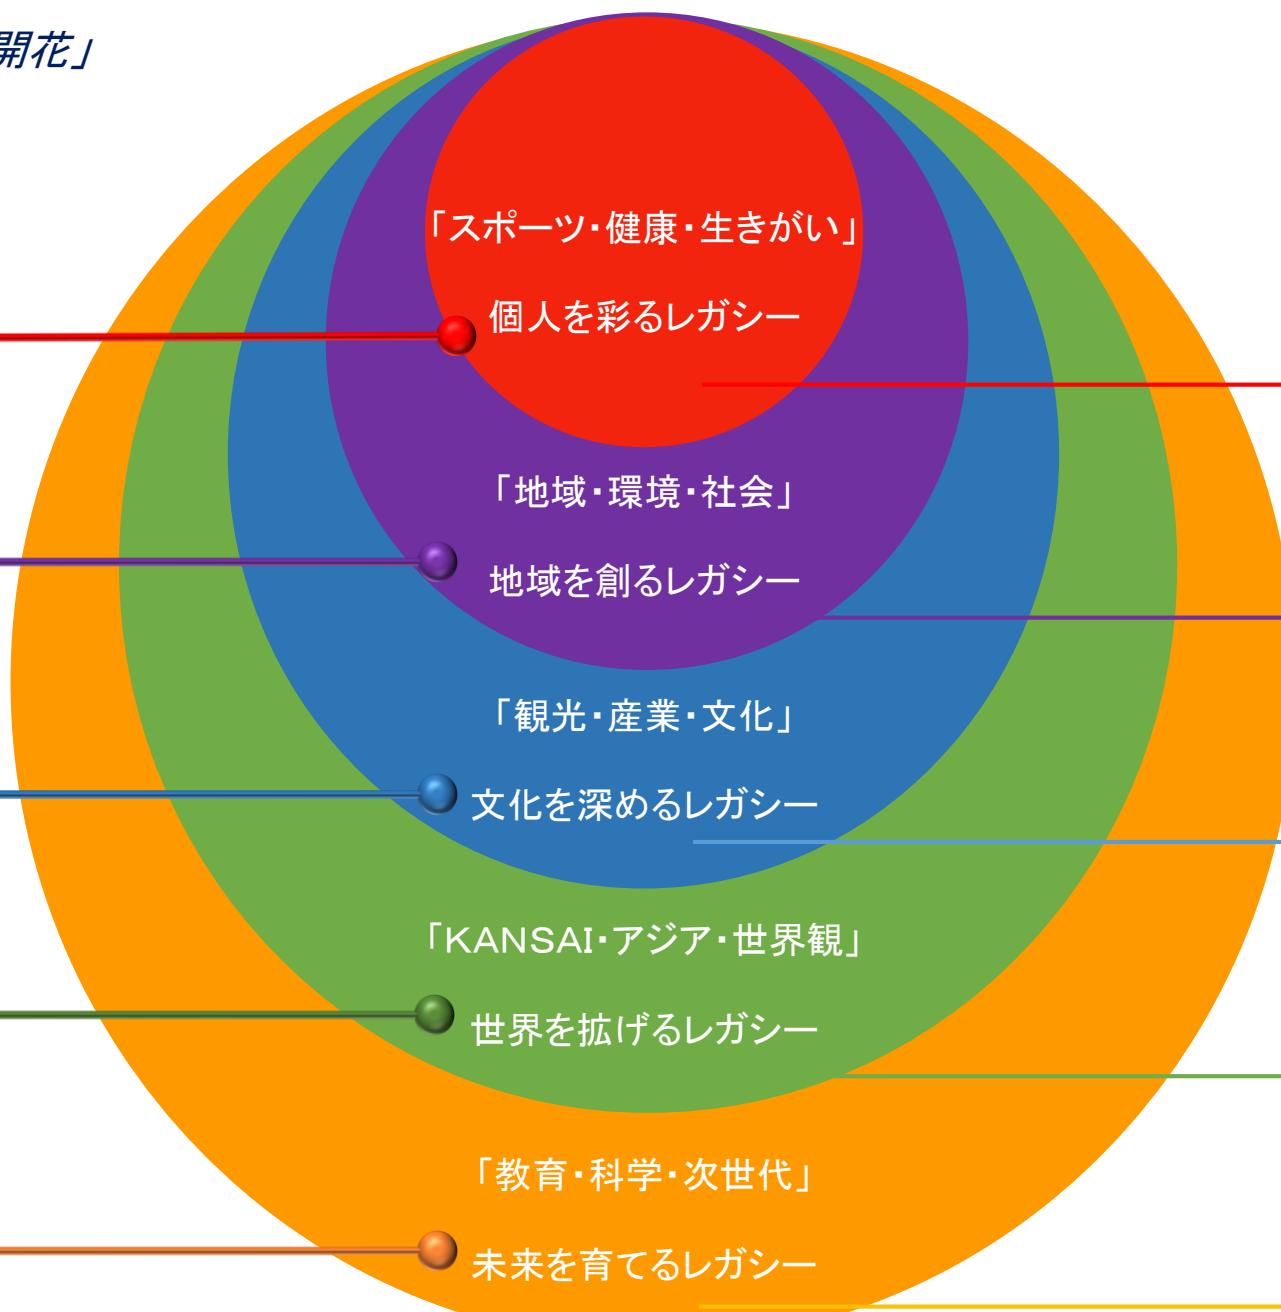 開花」
「スポーツ・健康・生きがい」
個人を彩るレガシー
「地域・環境・社会」
地域を創るレガシー
「観光・産業・文化」
文化を深めるレガシー
「KANSAI・アジア・世界観」
世界を拡げるレガシー
「教育・科学・次世代」
未来を育てるレガシー